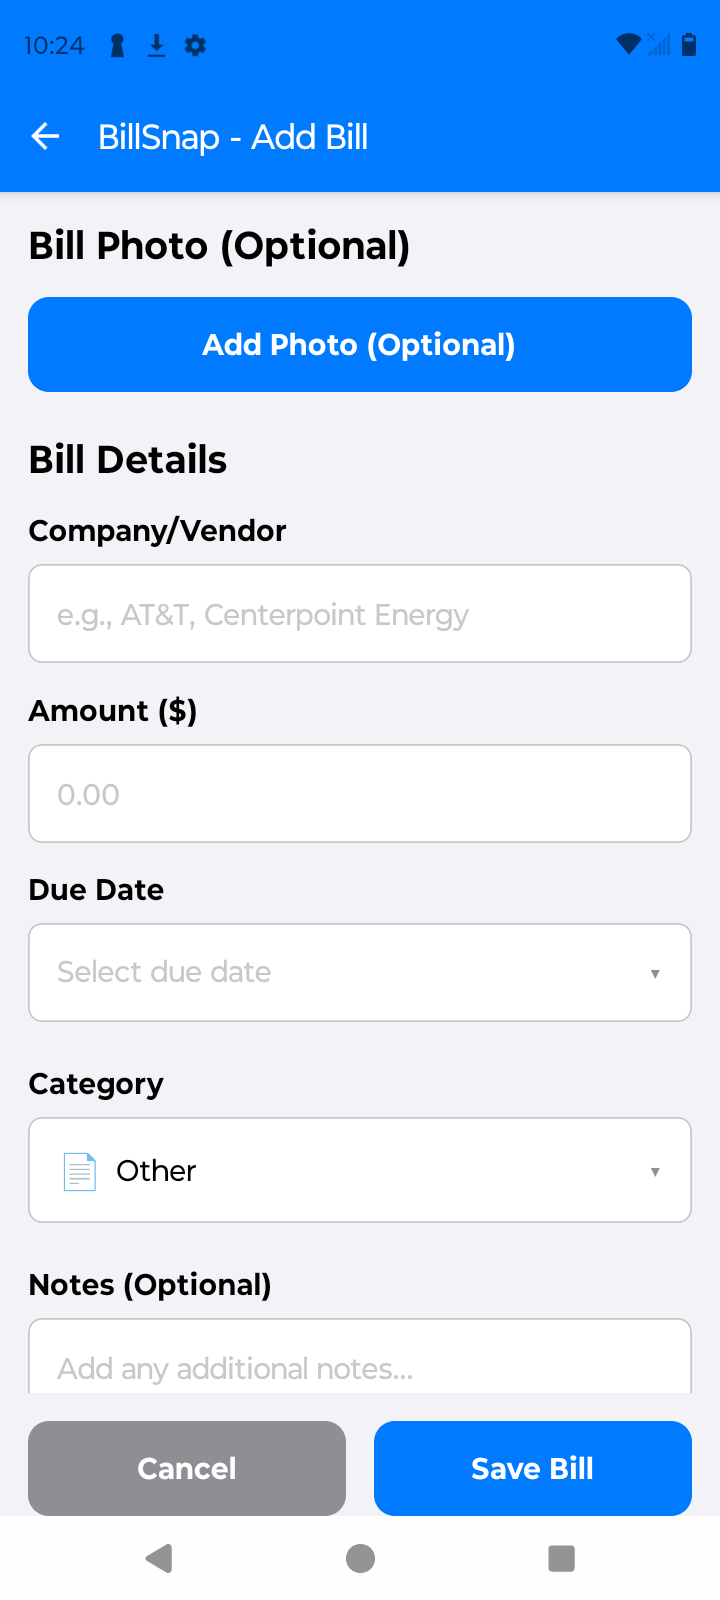 10:24
BillSnap - Add Bill
Bill Photo (Optional)
Add Photo (Optional)
Bill Details
Company/Vendor
e.g., AT&T, Centerpoint Energy
Amount ($)
0.00
Due Date
Select due date
Category
Other
Notes (Optional)
Add any additional notes...
Cancel
Save Bill